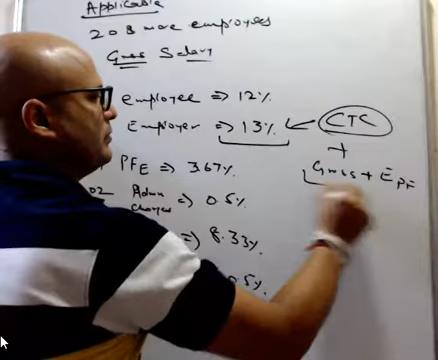 Applicable
20 & more employees
Gross Salary
employee => 12%
Employer => 13% ← CTC
+
Gross + EPF
PFE => 3.67%
02 Admn Charges => 0.5%
=> 8.33%
0.5%